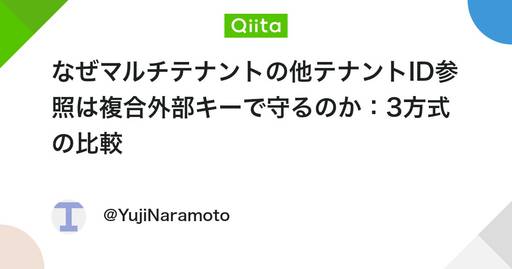 Qiita
なぜマルチテナントの他テナントID参
照は複合外部キーで守るのか：3方式
の比較
@YujiNaramoto